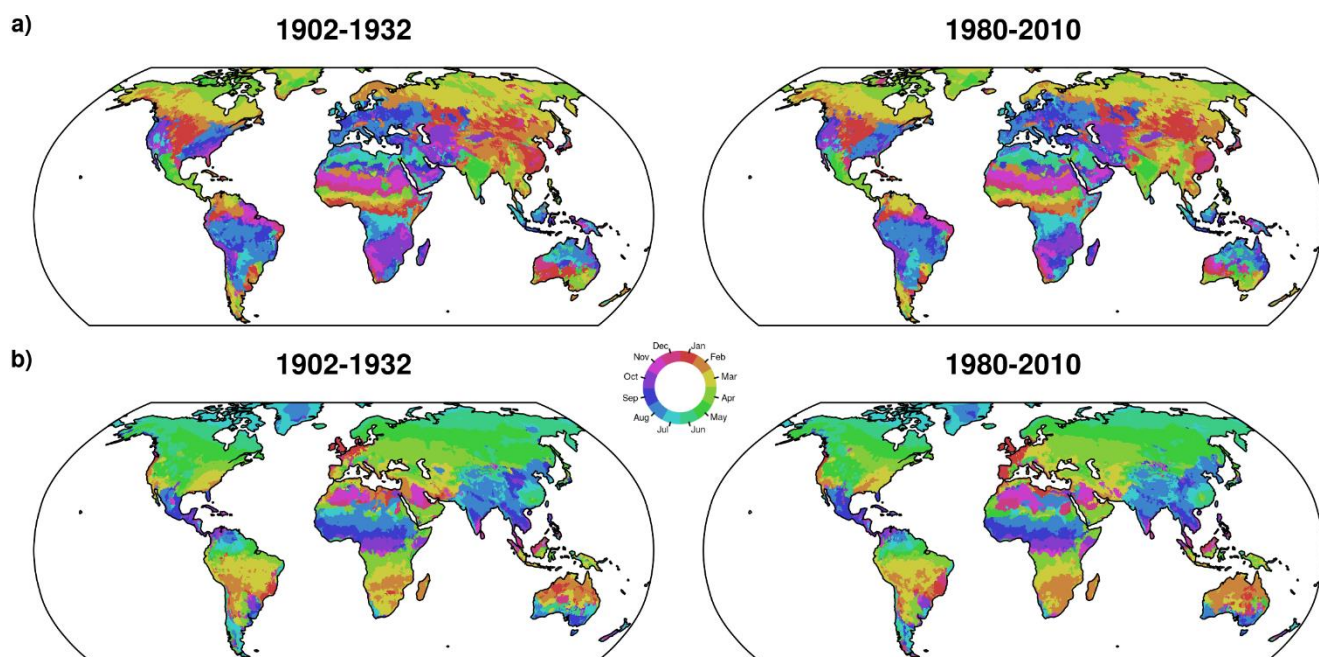 a)
1902-1932
1980-2010
b)
1902-1932
1980-2010
Dec
Jan
Nov
Feb
Oct
Mar
Sep
Apr
Aug
May
Jul
Jun